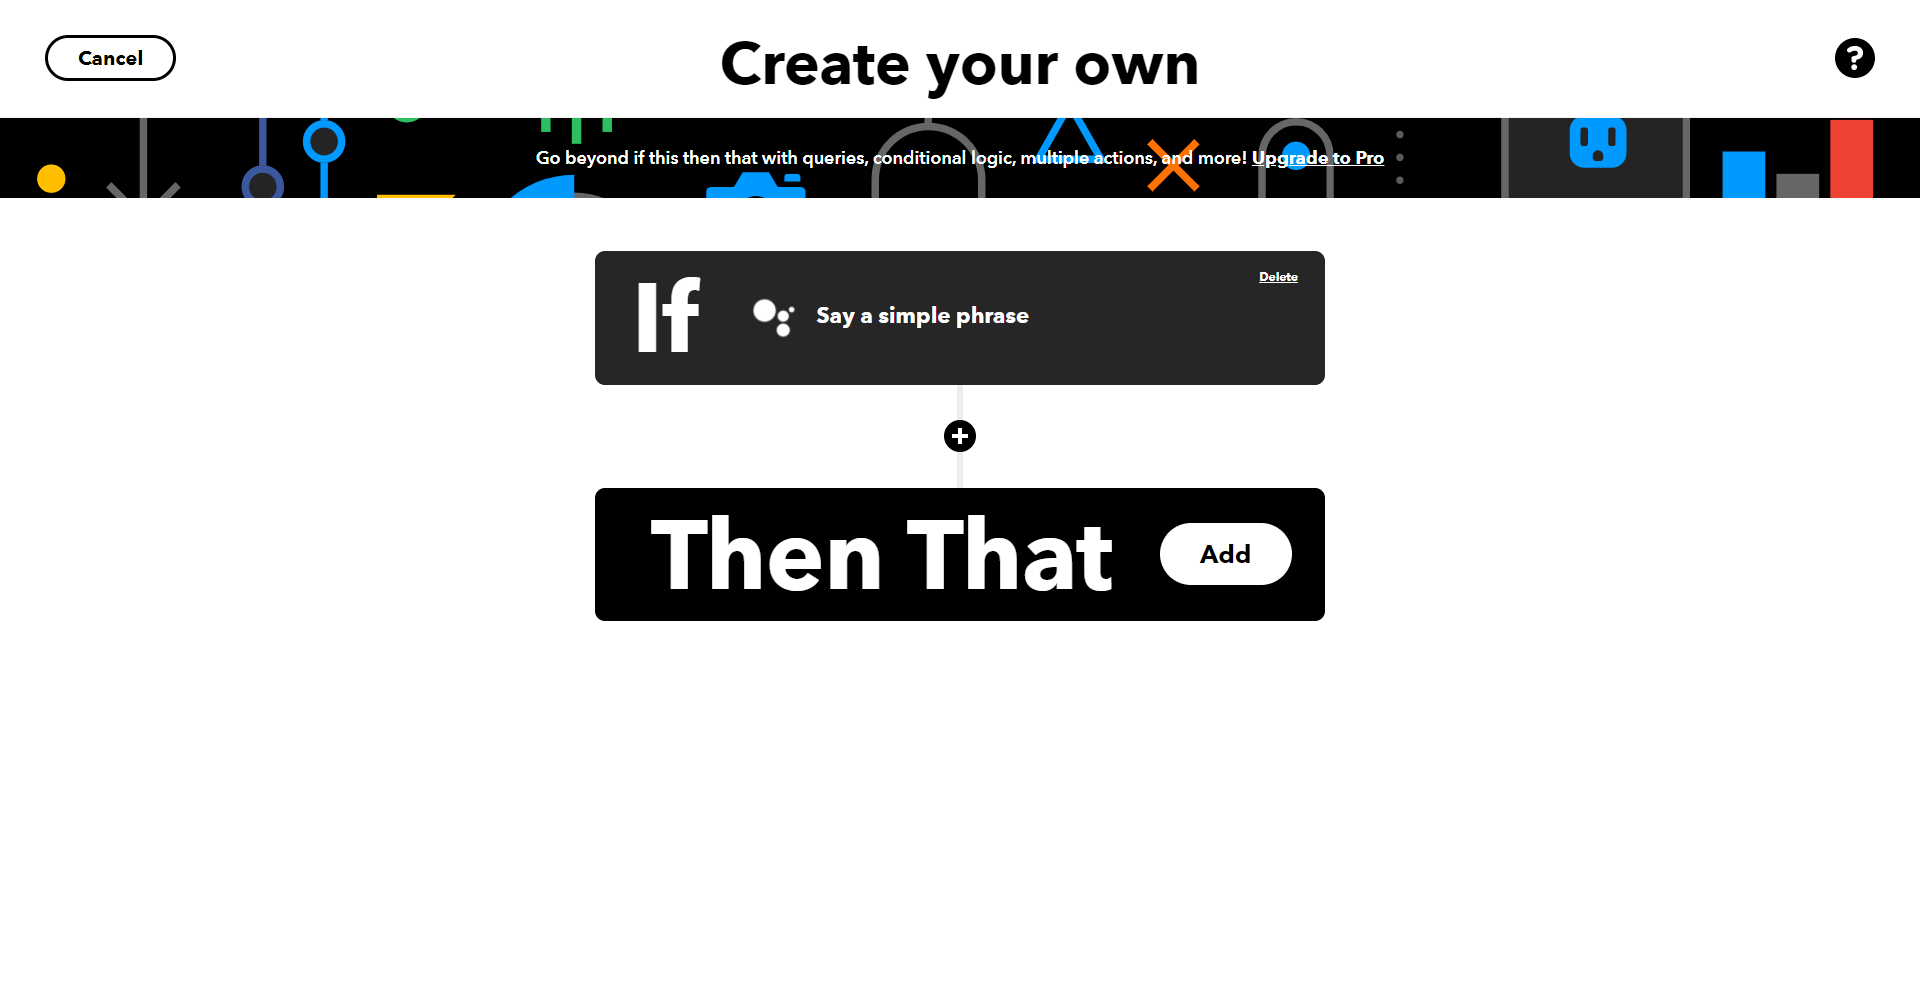 Cancel
Create your own
?
Go beyond if this then that with queries, conditional logic, multiple actions, and more! Upgrade to Pro
Delete
If
Say a simple phrase
Then That
Add